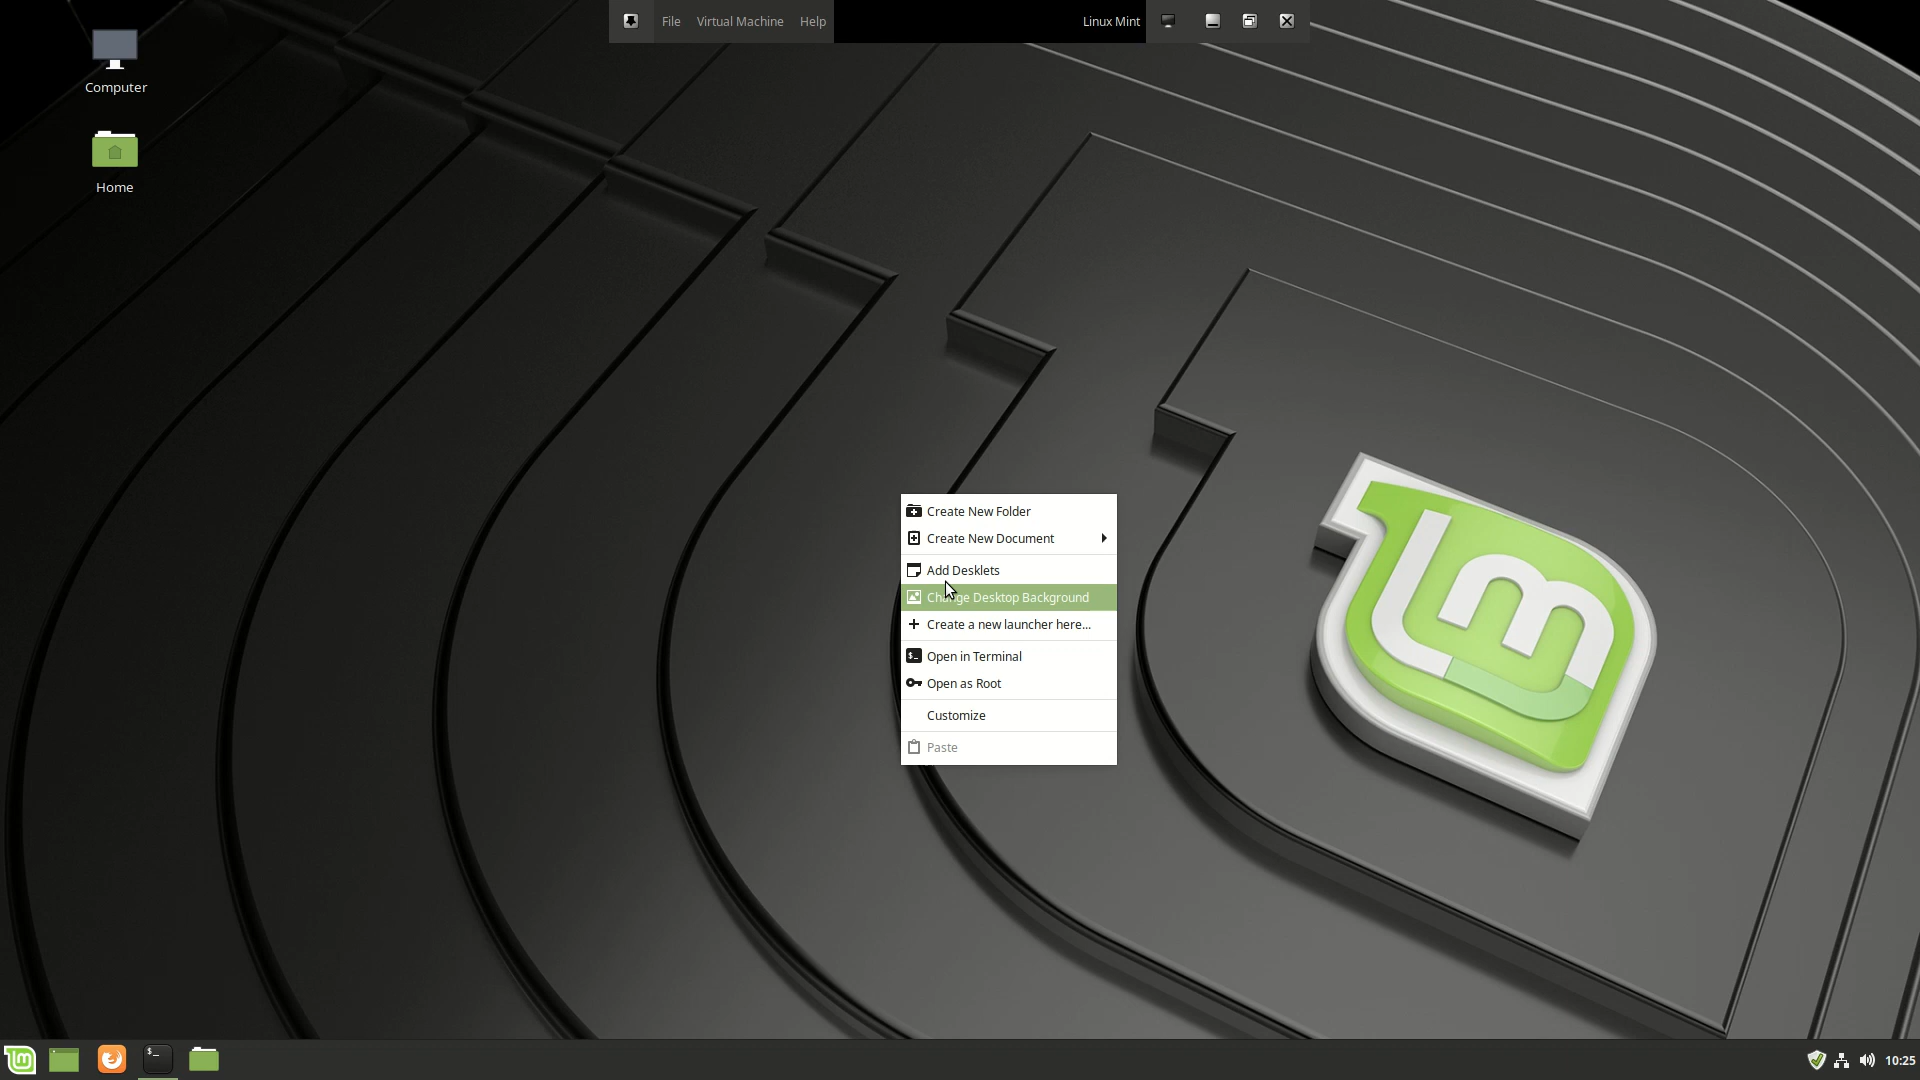 File Virtual Machine Help Linux Mint
Computer
Home
Create New Folder
Create New Document
Add Desklets
Change Desktop Background
Create a new launcher here...
Open in Terminal
Open as Root
Customize
Paste
lm
$_
10:25